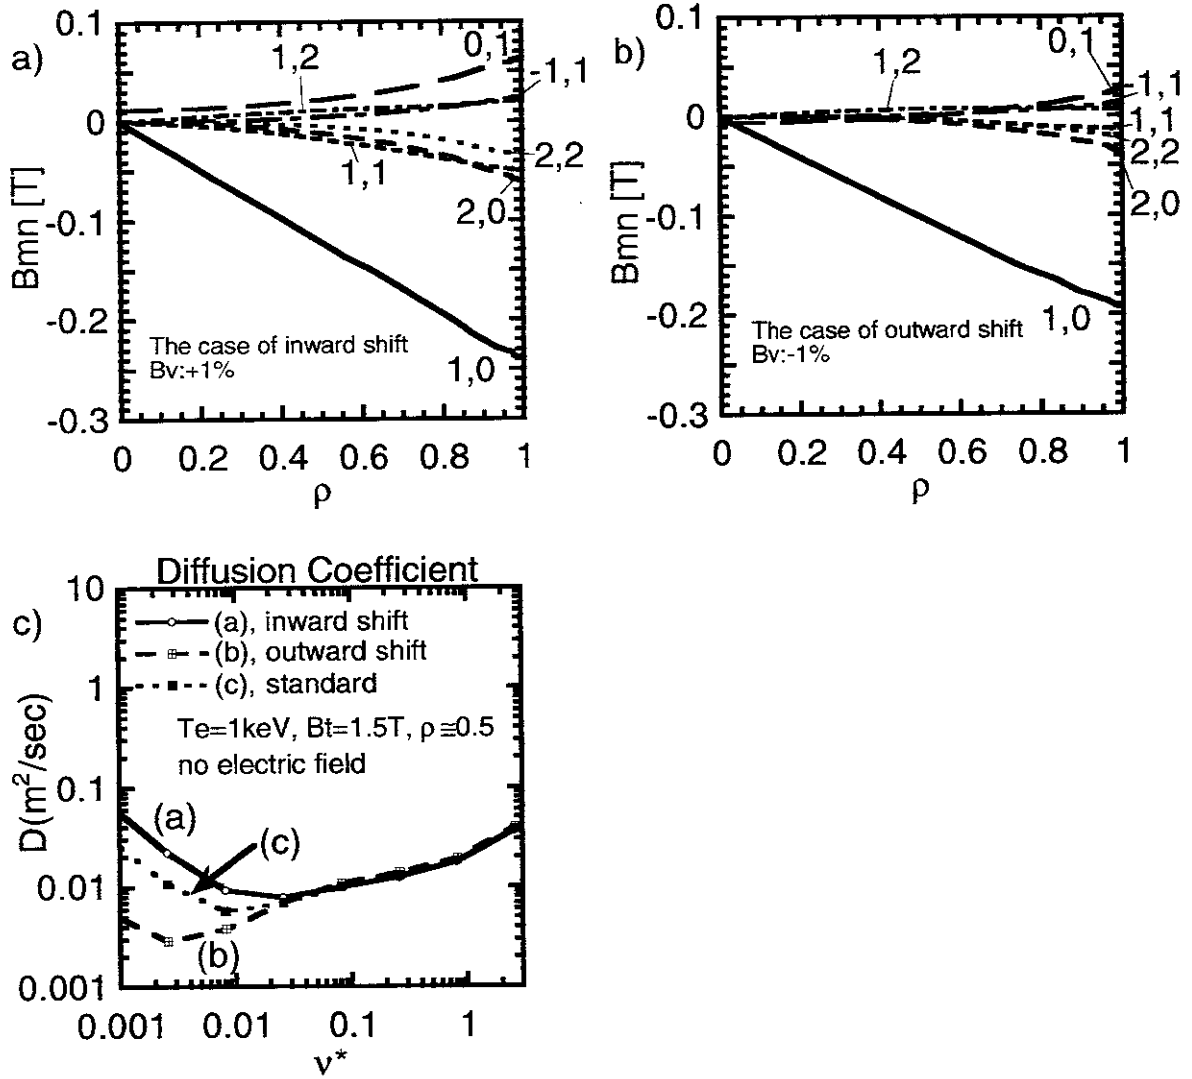 a)
0.1
0
-0.1
-0.2
-0.3
Bmn [T]
1,2
0,1
-1,1
2,2
1,1
2,0
The case of inward shift
Bv:+1%
1,0
0 0.2 0.4 0.6 0.8 1
ρ
b)
0.1
0
-0.1
-0.2
-0.3
Bmn [T]
1,2
0,1
-1,1
1,1
2,2
2,0
The case of outward shift
Bv:-1%
1,0
0 0.2 0.4 0.6 0.8 1
ρ
c)
Diffusion Coefficient
10
1
0.1
0.01
0.001
D(m²/sec)
(a), inward shift
(b), outward shift
(c), standard
Te=1keV, Bt=1.5T, ρ≅0.5
no electric field
(a)
(c)
(b)
0.001 0.01 0.1 1
ν*